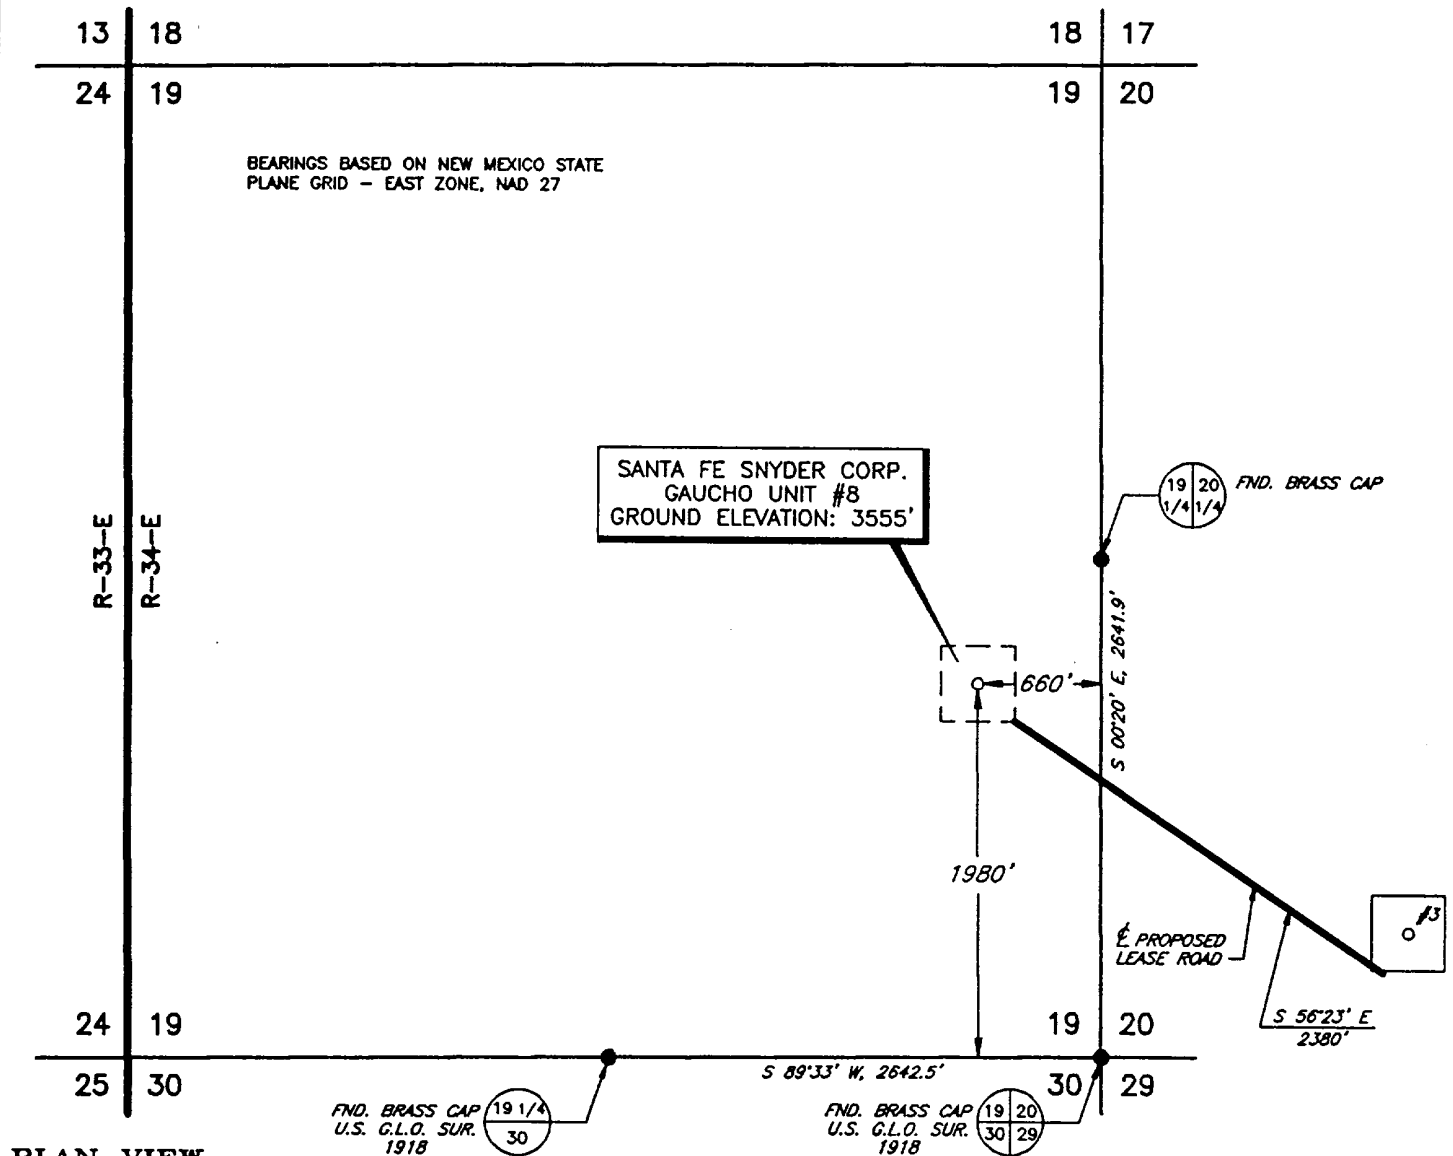 13 18
18 17
24 19
19 20
BEARINGS BASED ON NEW MEXICO STATE
PLANE GRID – EAST ZONE, NAD 27
SANTA FE SNYDER CORP.
GAUCHO UNIT #8
GROUND ELEVATION: 3555'
19 20
1/4 1/4
FND. BRASS CAP
R–33–E
R–34–E
S 00°20' E, 2641.9'
660'
1980'
#3
℄ PROPOSED
LEASE ROAD
S 56°23' E
2380'
24 19
19 20
S 89°33' W, 2642.5'
25 30
30 29
FND. BRASS CAP
U.S. G.L.O. SUR.
1918
19 1/4
30
FND. BRASS CAP
U.S. G.L.O. SUR.
1918
19 20
30 29
PLAN VIEW